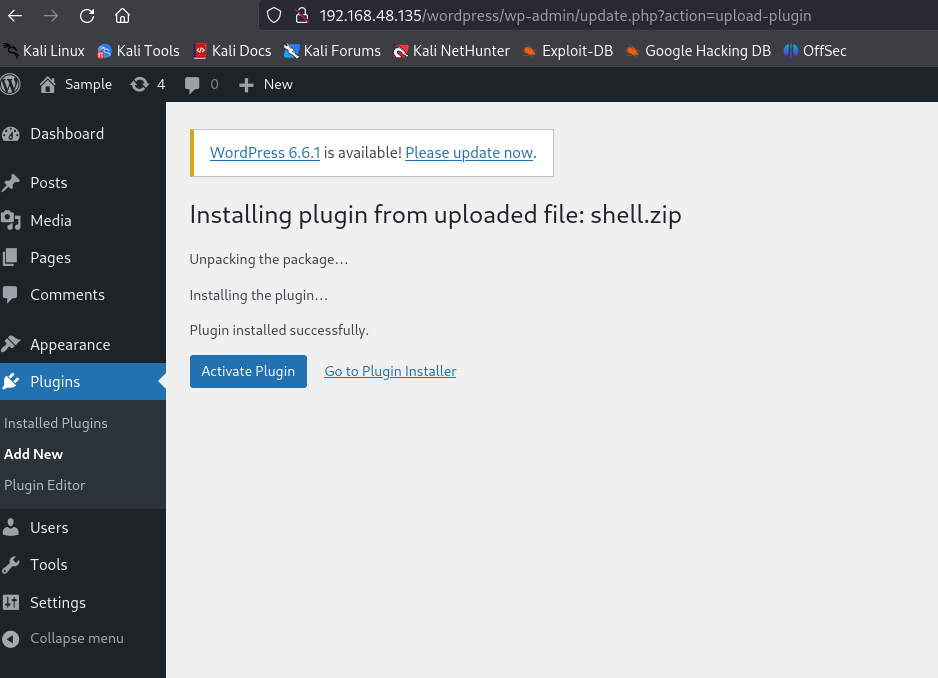 192.168.48.135/wordpress/wp-admin/update.php?action=upload-plugin
Kali Linux Kali Tools Kali Docs Kali Forums Kali NetHunter Exploit-DB Google Hacking DB OffSec
Sample 4 0 New
Dashboard
Posts
Media
Pages
Comments
Appearance
Plugins
Installed Plugins
Add New
Plugin Editor
Users
Tools
Settings
Collapse menu
WordPress 6.6.1 is available! Please update now.
Installing plugin from uploaded file: shell.zip
Unpacking the package…
Installing the plugin…
Plugin installed successfully.
Activate Plugin Go to Plugin Installer